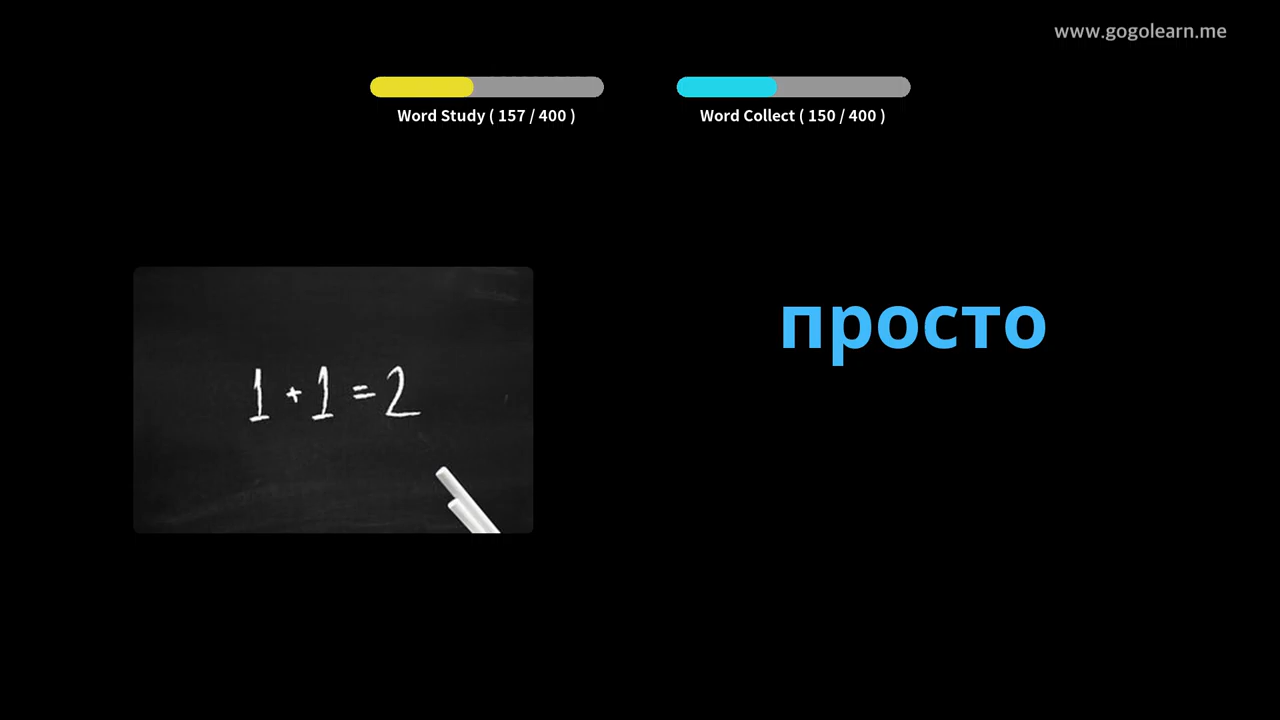 www.gogolearn.me
Word Study ( 157 / 400 )
Word Collect ( 150 / 400 )
просто
1 + 1 = 2